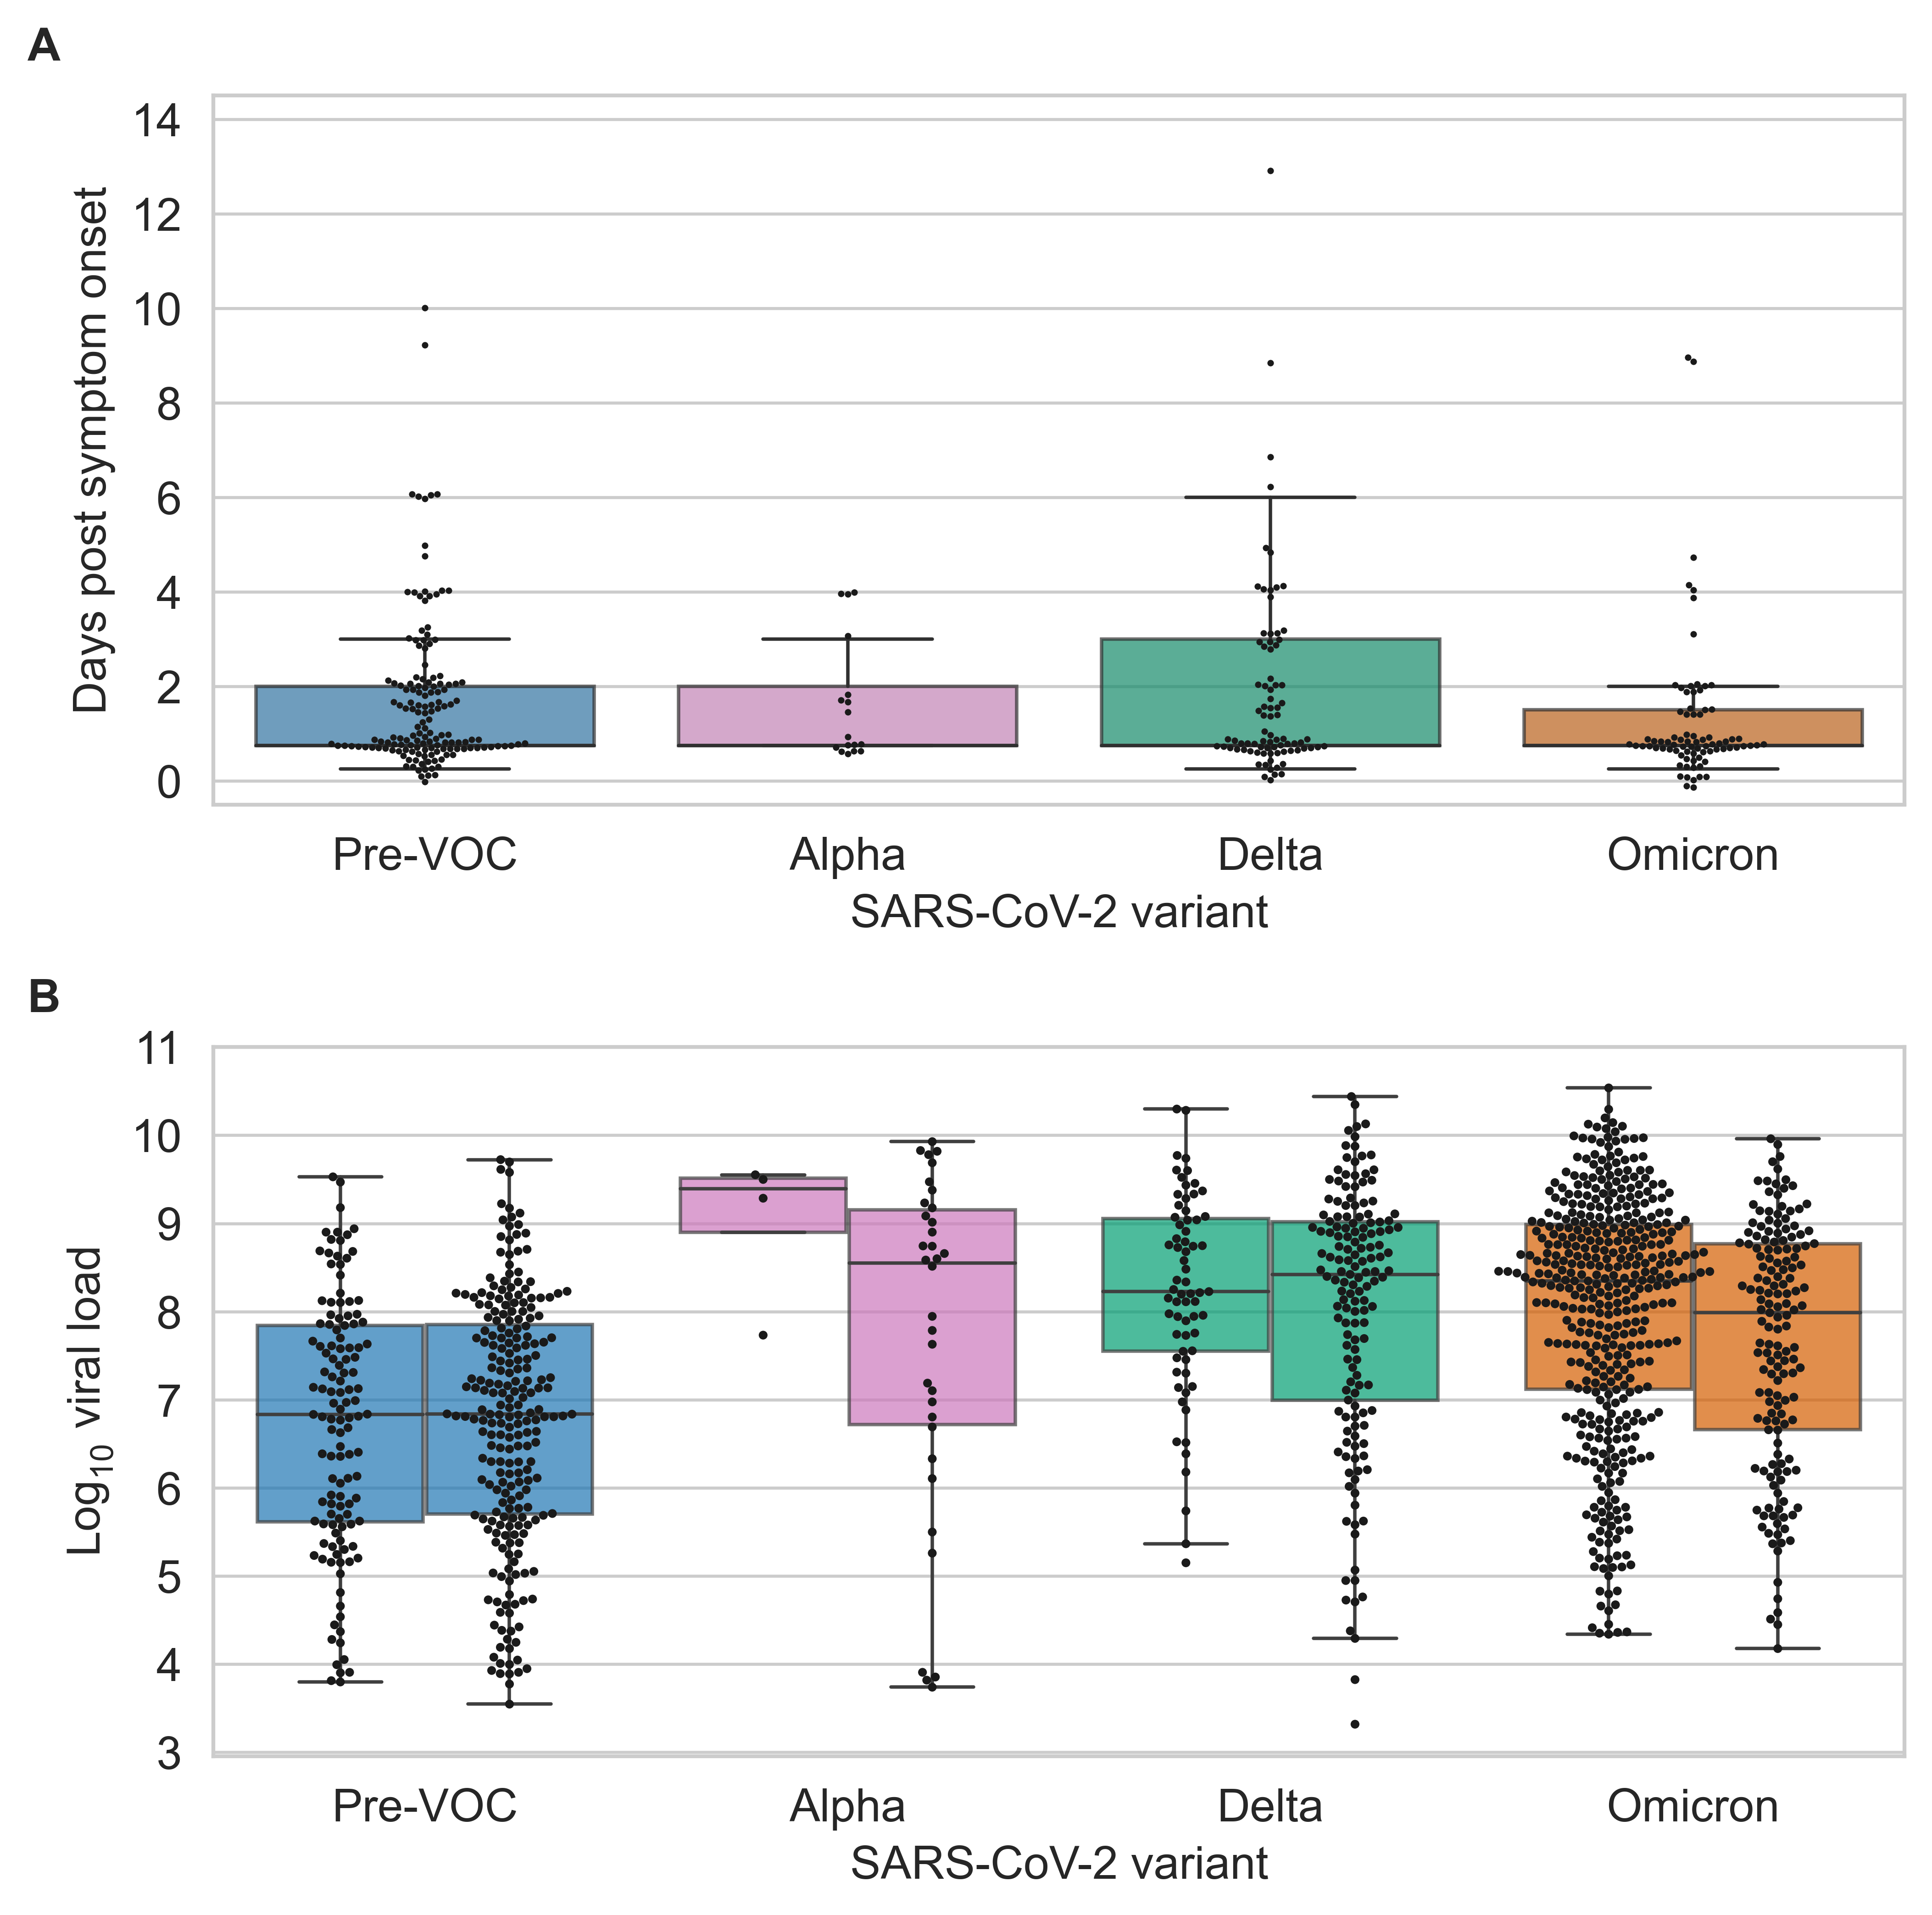 A
14
12
10
8
6
4
2
0
Days post symptom onset
Pre-VOC Alpha Delta Omicron
SARS-CoV-2 variant
B
11
10
9
8
7
6
5
4
3
Log10 viral load
Pre-VOC Alpha Delta Omicron
SARS-CoV-2 variant